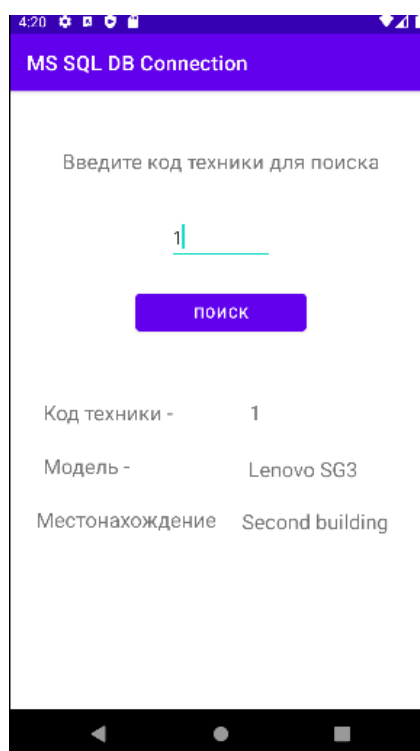 4:20
MS SQL DB Connection
Введите код техники для поиска
1
ПОИСК
Код техники - 1
Модель - Lenovo SG3
Местонахождение Second building